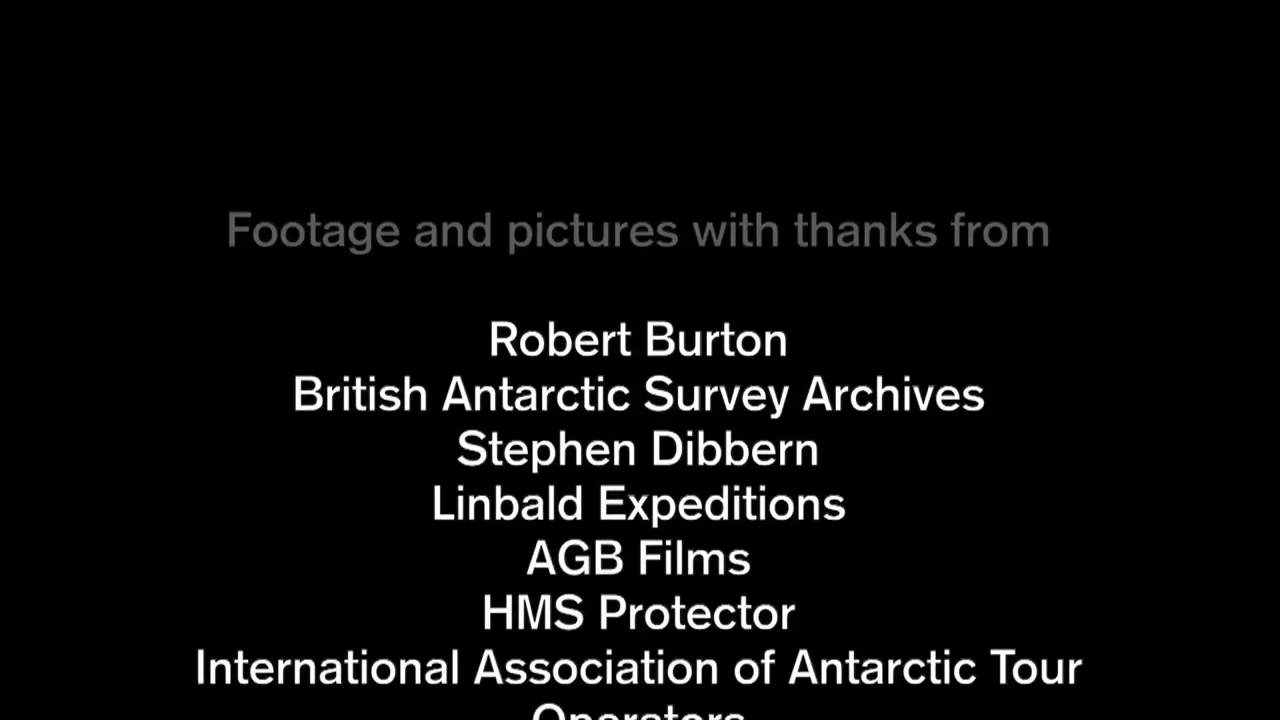 Footage and pictures with thanks from
Robert Burton
British Antarctic Survey Archives
Stephen Dibbern
Linbald Expeditions
AGB Films
HMS Protector
International Association of Antarctic Tour
Operators